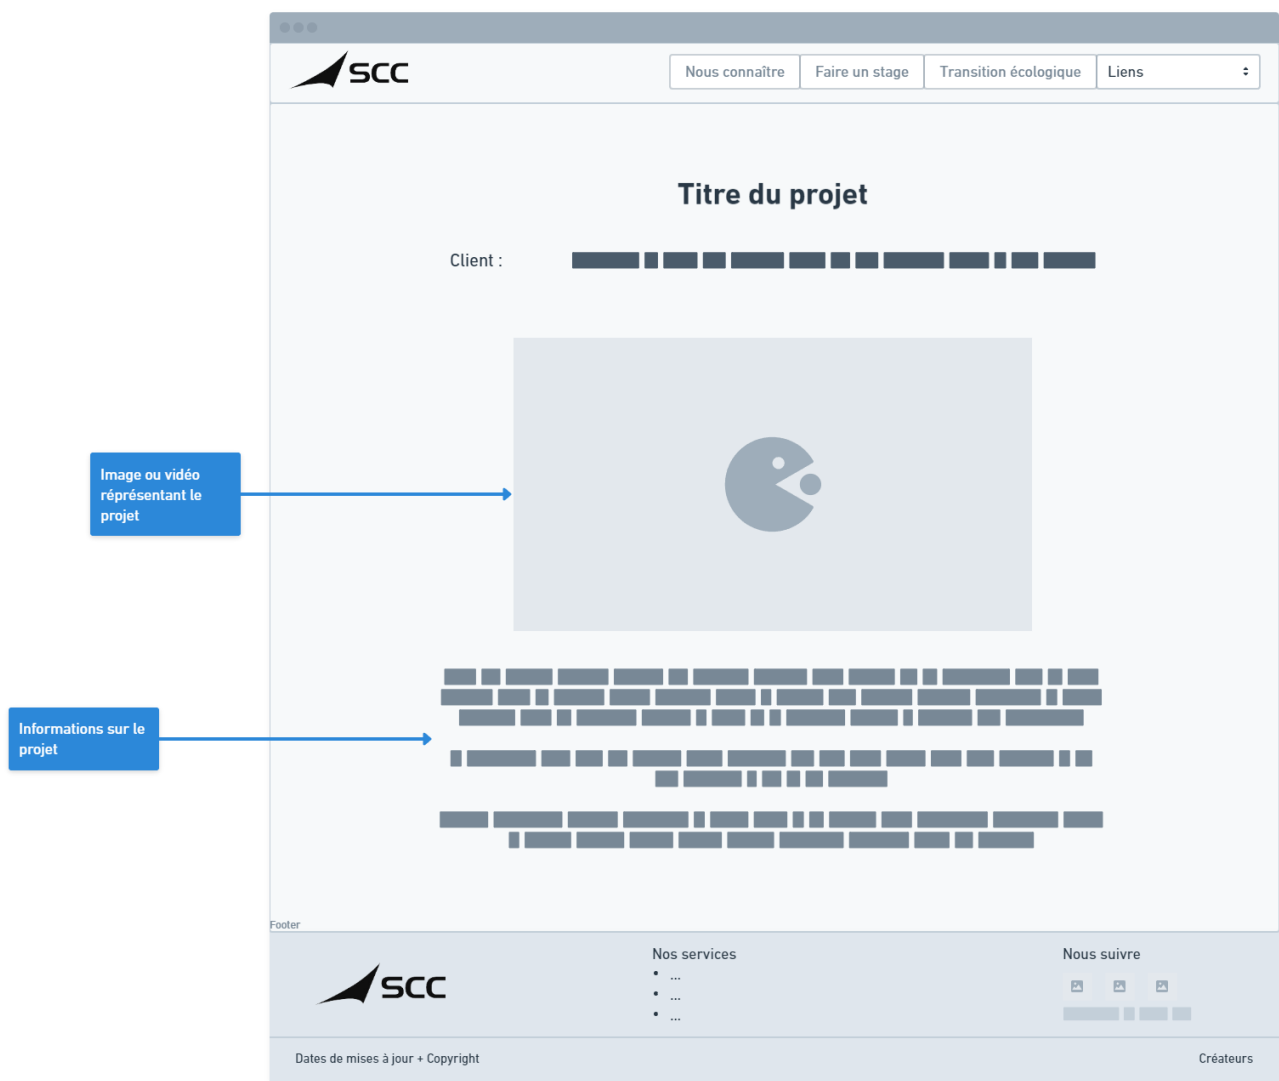 SCC
Nous connaître
Faire un stage
Transition écologique
Liens
Titre du projet
Client :
Image ou vidéo
réprésentant le
projet
Informations sur le
projet
Footer
SCC
Nos services
• ...
• ...
• ...
Nous suivre
Dates de mises à jour + Copyright
Créateurs